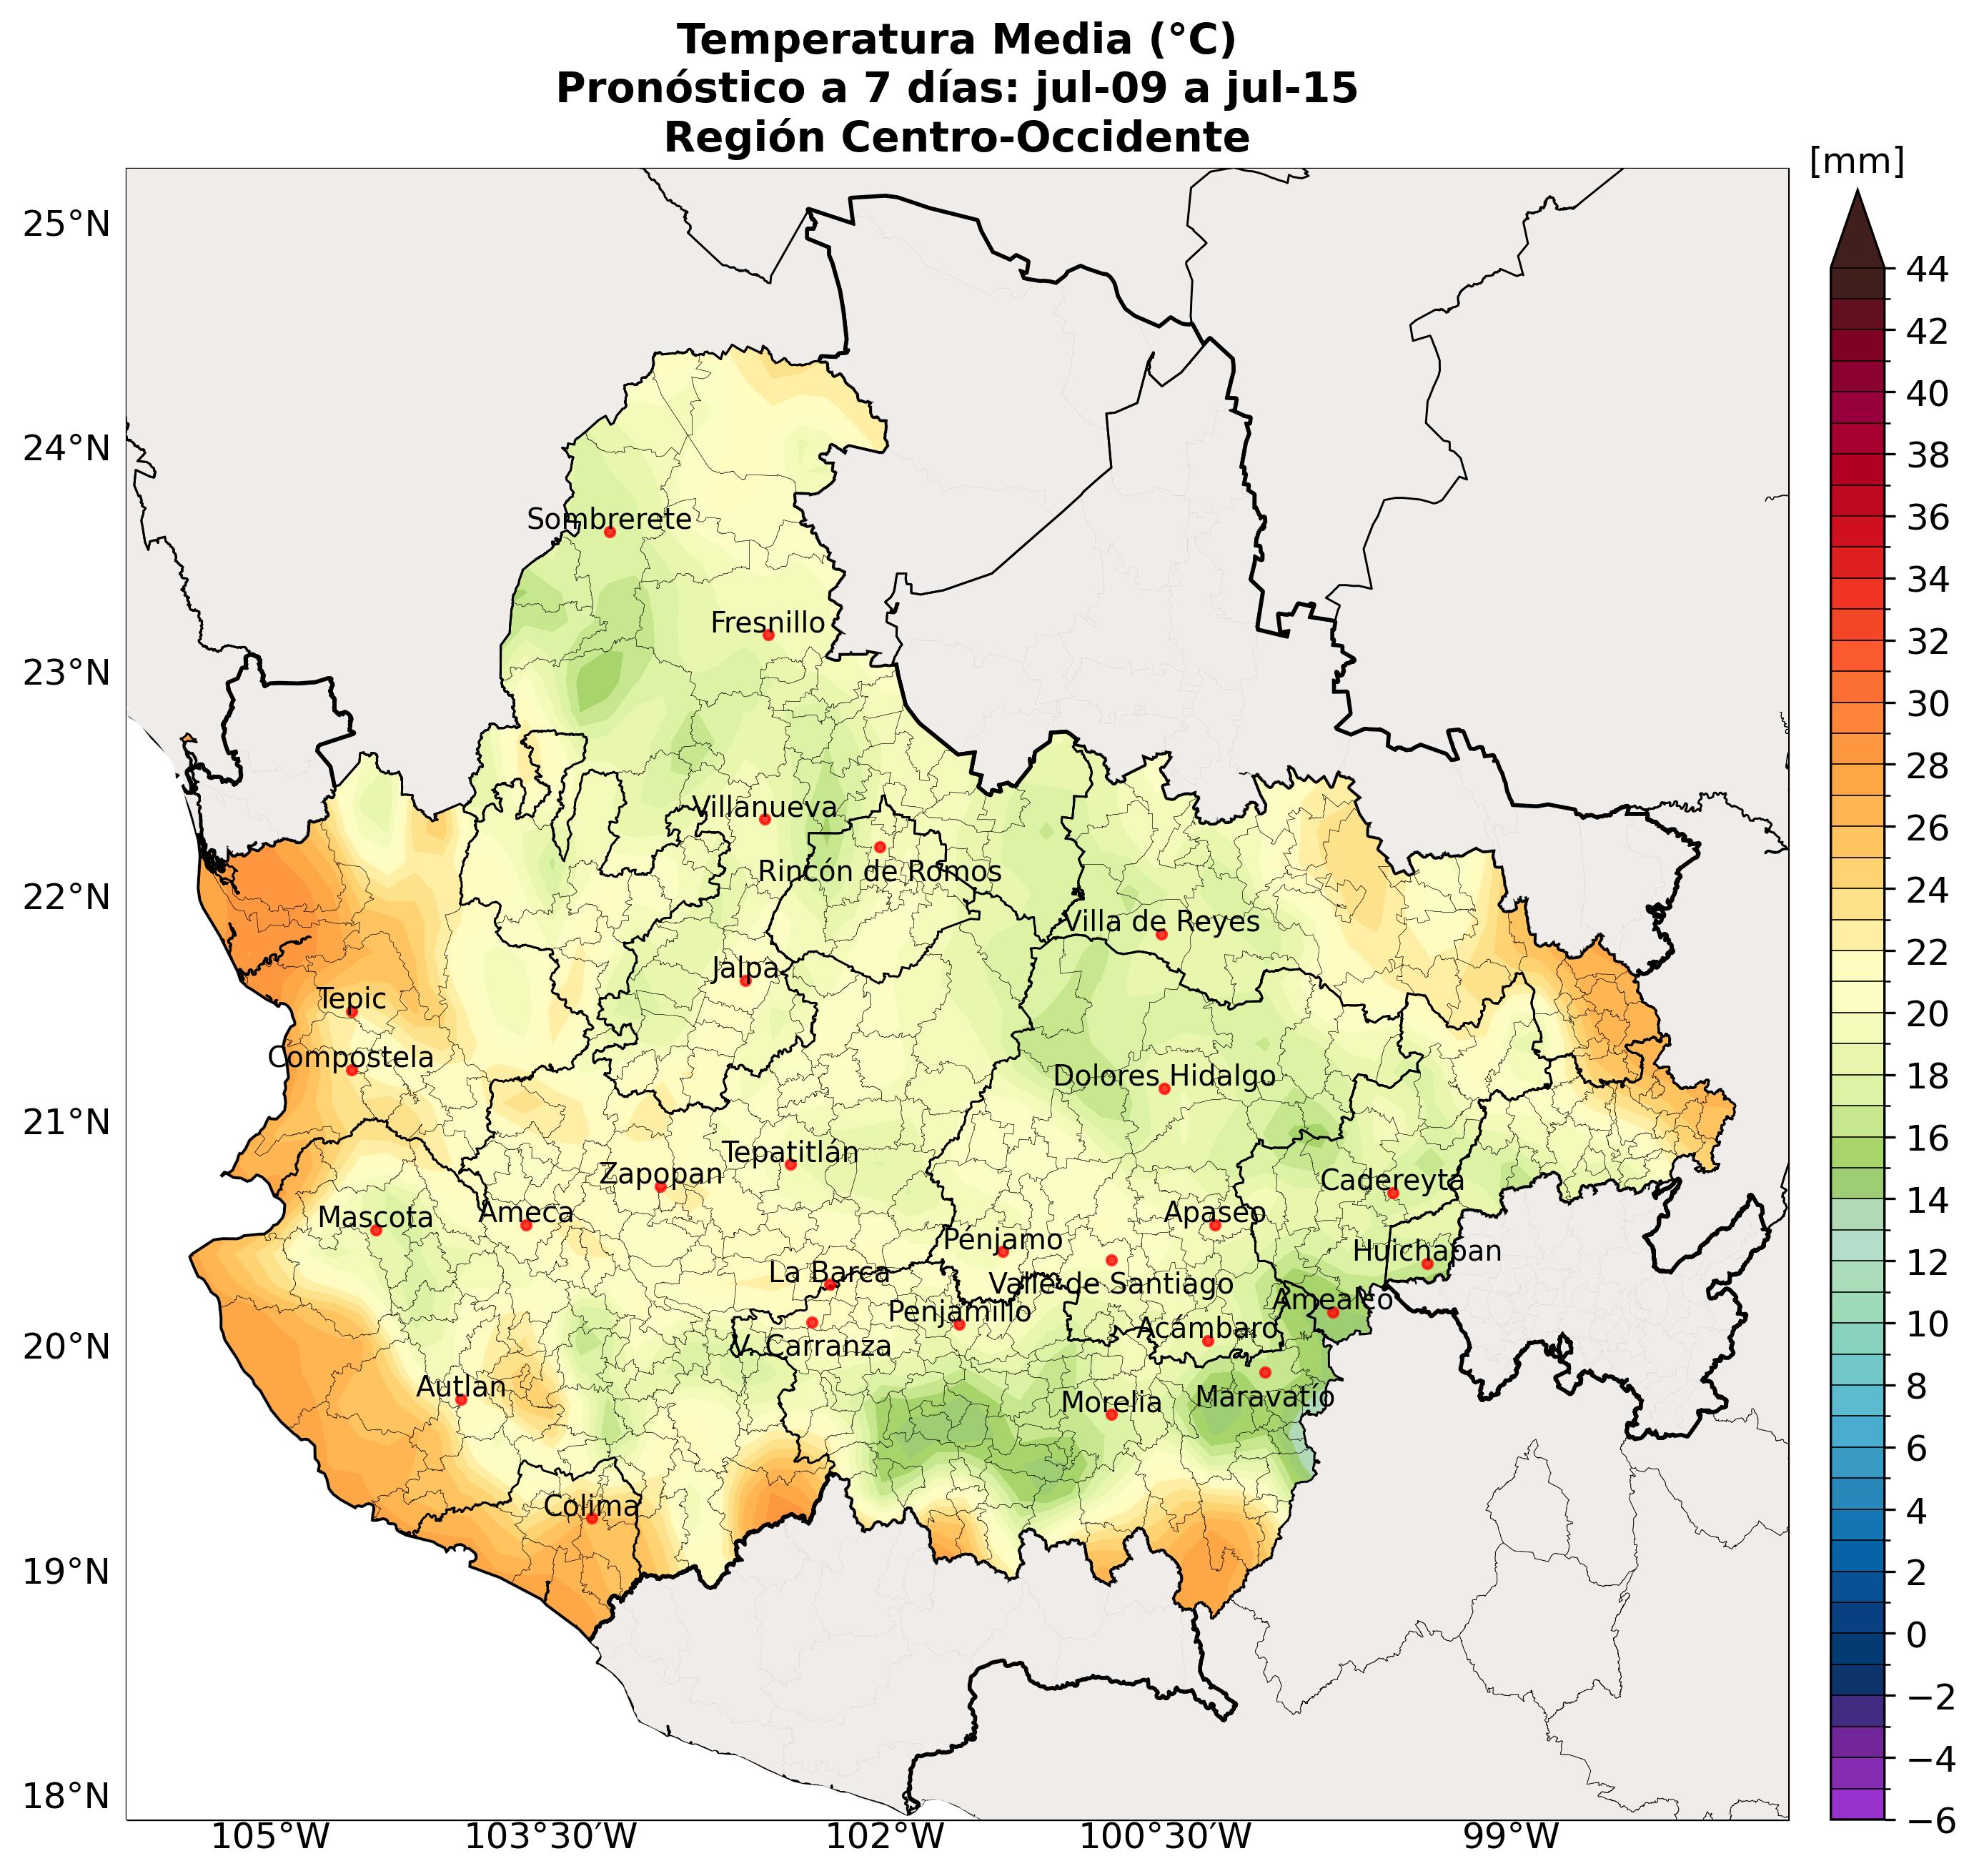 Temperatura Media (°C)
Pronóstico a 7 días: jul-09 a jul-15
Región Centro-Occidente
[mm]
25°N
24°N
23°N
22°N
21°N
20°N
19°N
18°N
105°W
103°30′W
102°W
100°30′W
99°W
44
42
40
38
36
34
32
30
28
26
24
22
20
18
16
14
12
10
8
6
4
2
0
−2
−4
−6
Sombrerete
Fresnillo
Villanueva
Rincón de Romos
Villa de Reyes
Jalpa
Tepic
Compostela
Dolores Hidalgo
Tepatitlán
Zapopan
Cadereyta
Mascota
Ameca
Apaseo
Pénjamo
Huichapan
La Barca
Valle de Santiago
Amealco
Penjamillo
Acámbaro
V. Carranza
Autlan
Maravatío
Morelia
Colima